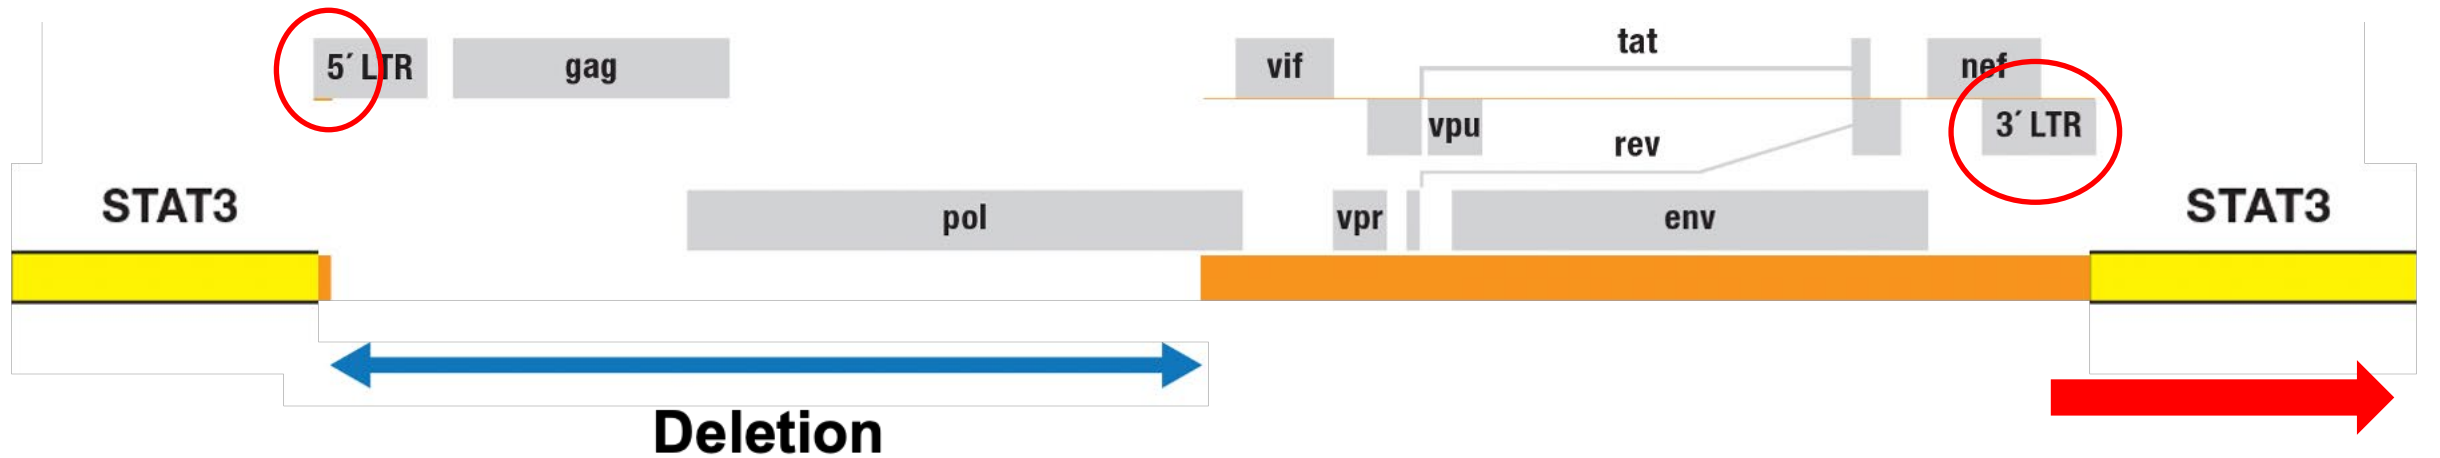 tat
5´ LTR
gag
vif
nef
vpu
3´ LTR
rev
STAT3
STAT3
pol
vpr
env
Deletion